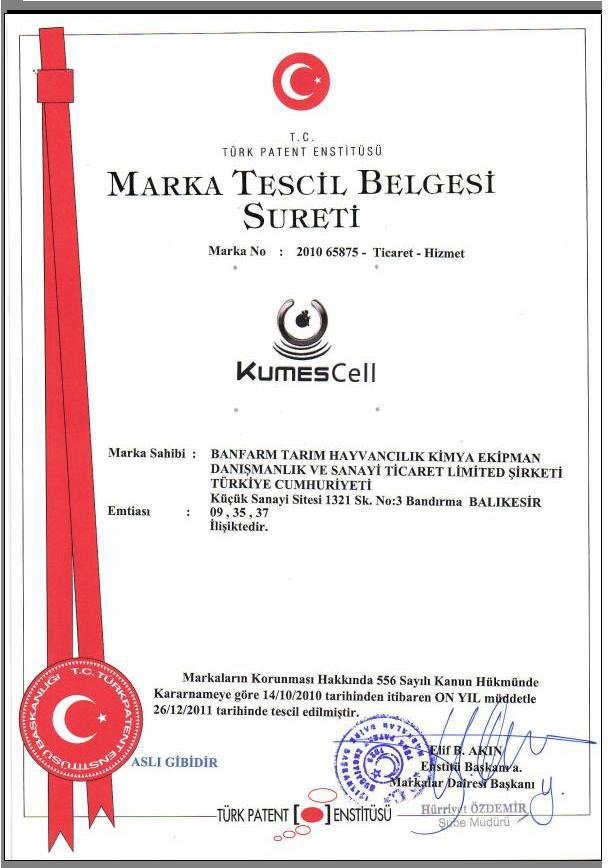 T.C.
TÜRK PATENT ENSTİTÜSÜ
MARKA TESCİL BELGESİ
SURETİ
Marka No : 2010 65875 - Ticaret - Hizmet
KUMESCell
Marka Sahibi : BANFARM TARIM HAYVANCILIK KİMYA EKİPMAN
DANIŞMANLIK VE SANAYİ TİCARET LİMİTED ŞİRKETİ
TÜRKİYE CUMHURİYETİ
Küçük Sanayi Sitesi 1321 Sk. No:3 Bandırma BALIKESİR
Emtiası : 09 , 35 , 37
İlişiktedir.
Markaların Korunması Hakkında 556 Sayılı Kanun Hükmünde
Kararnameye göre 14/10/2010 tarihinden itibaren ON YIL müddetle
26/12/2011 tarihinde tescil edilmiştir.
T.C. TÜRK PATENT ENSTİTÜSÜ BAŞKANLIĞI
ASLI GİBİDİR
Elif B. AKIN
Enstitü Başkanı a.
Markalar Dairesi Başkanı
Hürriyet ÖZDEMİR
Şube Müdürü
TÜRK PATENT ENSTİTÜSÜ